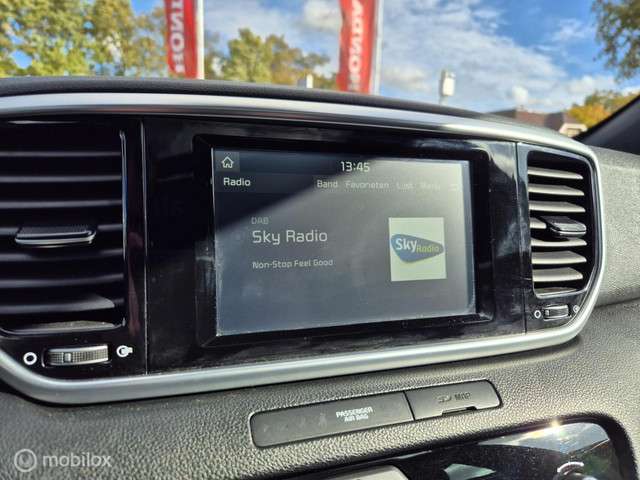 13:45
Radio Band Favorieten Lijst Menu
DAB
Sky Radio
Non-Stop Feel Good
Sky Radio
PASSENGER
AIR BAG
mobilox